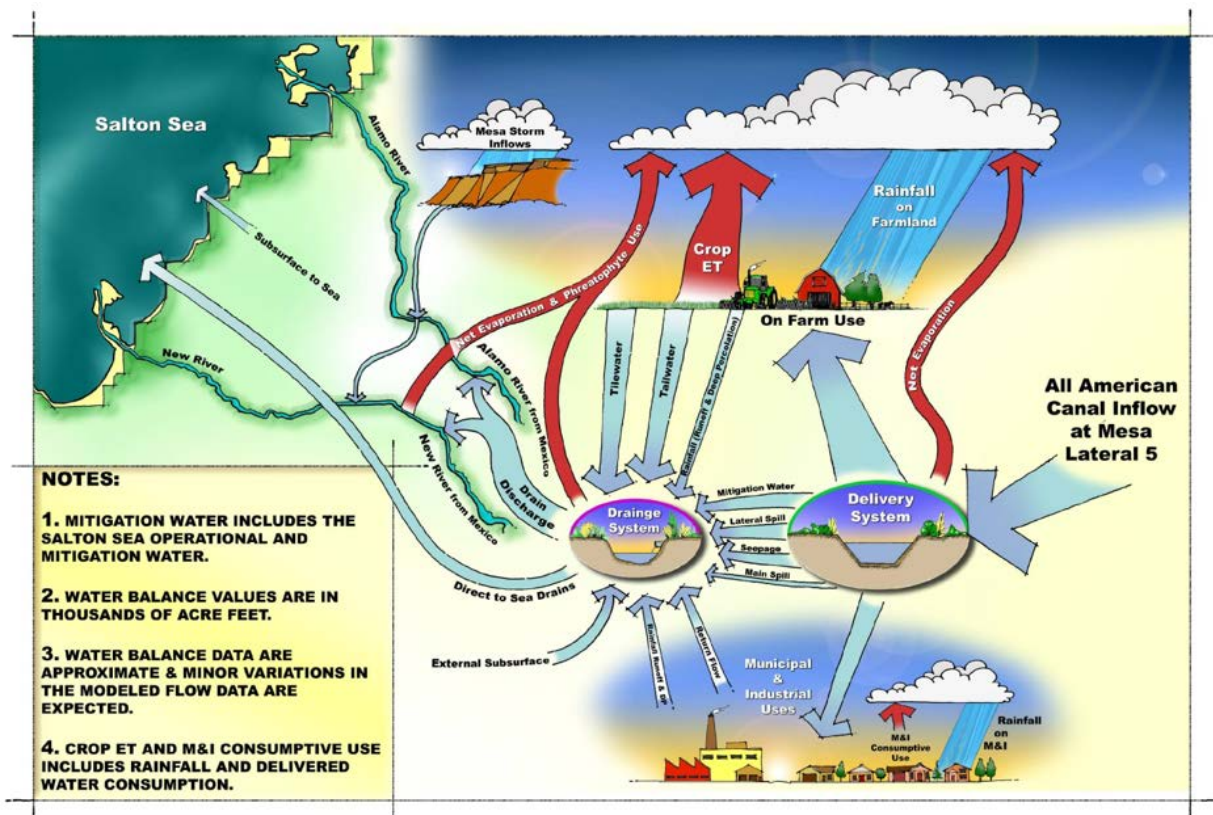 Salton Sea
Alamo River
Mesa Storm
Inflows
Subsurface to Sea
New River
Net Evaporation & Phreatophyte Use
Crop
ET
Rainfall
on
Farmland
On Farm Use
Tilewater
Tailwater
Rainfall (Runoff & Deep Percolation)
Net Evaporation
All American
Canal Inflow
at Mesa
Lateral 5
Alamo River from Mexico
New River from Mexico
Drain
Discharge
Drainge
System
Mitigation Water
Lateral Spill
Seepage
Main Spill
Delivery
System
Direct to Sea Drains
External Subsurface
Rainfall Runoff & DP
Return Flow
Municipal
&
Industrial
Uses
M&I
Consumptive
Use
Rainfall
on
M&I
NOTES:
1. MITIGATION WATER INCLUDES THE
SALTON SEA OPERATIONAL AND
MITIGATION WATER.
2. WATER BALANCE VALUES ARE IN
THOUSANDS OF ACRE FEET.
3. WATER BALANCE DATA ARE
APPROXIMATE & MINOR VARIATIONS IN
THE MODELED FLOW DATA ARE
EXPECTED.
4. CROP ET AND M&I CONSUMPTIVE USE
INCLUDES RAINFALL AND DELIVERED
WATER CONSUMPTION.